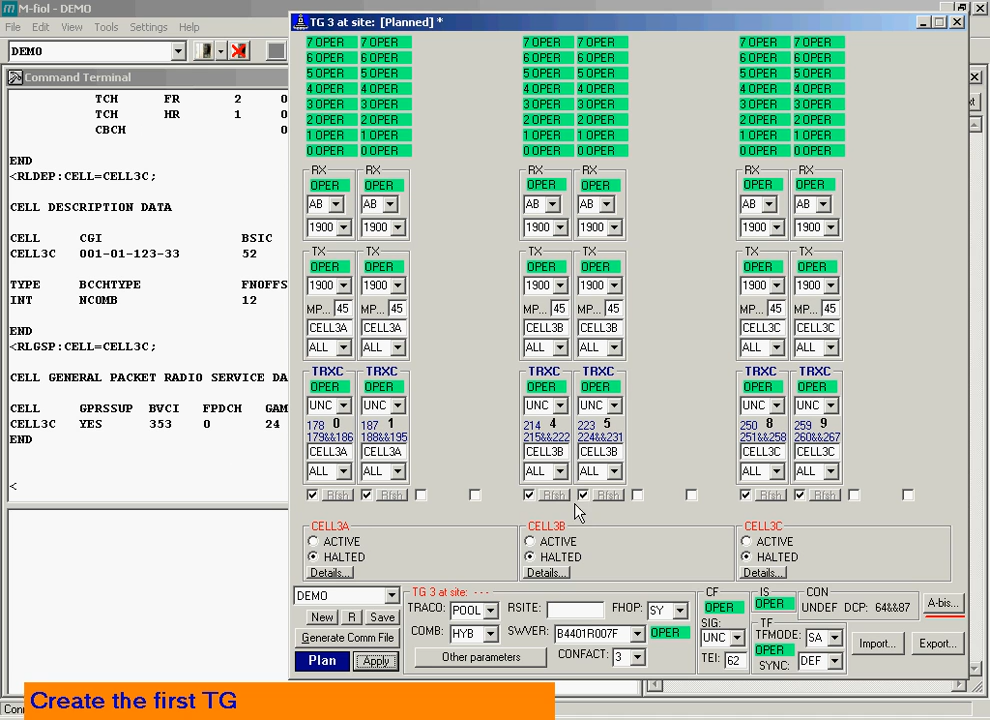 M-fiol - DEMO
File Edit View Tools Settings M-fiol
DEMO
Command Terminal
TCH FR 2 0
TCH HR 1 0
CBCH 0
END
<RLDEP:CELL=CELL3C;
CELL DESCRIPTION DATA
CELL CGI BSIC
CELL3C 001-01-123-33 52
TYPE BCCHTYPE FNOFFS
INT NCOMB 12
END
<RLGSP:CELL=CELL3C;
CELL GENERAL PACKET RADIO SERVICE DA
CELL GPRSSUP BVCI FPDCH GAM
CELL3C YES 353 0 24
END
<
TG 3 at site: [Planned] *
7 OPER 7 OPER 7 OPER 7 OPER 7 OPER 7 OPER
6 OPER 6 OPER 6 OPER 6 OPER 6 OPER 6 OPER
5 OPER 5 OPER 5 OPER 5 OPER 5 OPER 5 OPER
4 OPER 4 OPER 4 OPER 4 OPER 4 OPER 4 OPER
3 OPER 3 OPER 3 OPER 3 OPER 3 OPER 3 OPER
2 OPER 2 OPER 2 OPER 2 OPER 2 OPER 2 OPER
1 OPER 1 OPER 1 OPER 1 OPER 1 OPER 1 OPER
0 OPER 0 OPER 0 OPER 0 OPER 0 OPER 0 OPER
RX RX RX RX RX RX
OPER OPER OPER OPER OPER OPER
AB AB AB AB AB AB
1900 1900 1900 1900 1900 1900
TX TX TX TX TX TX
OPER OPER OPER OPER OPER OPER
1900 1900 1900 1900 1900 1900
MP... 45 MP... 45 MP... 45 MP... 45 MP... 45 MP... 45
CELL3A CELL3A CELL3B CELL3B CELL3C CELL3C
ALL ALL ALL ALL ALL ALL
TRXC TRXC TRXC TRXC TRXC TRXC
OPER OPER OPER OPER OPER OPER
UNC UNC UNC UNC UNC UNC
178 0 187 1 214 4 223 5 250 8 259 9
179&&186 188&&195 215&&222 224&&231 251&&258 260&&267
CELL3A CELL3A CELL3B CELL3B CELL3C CELL3C
ALL ALL ALL ALL ALL ALL
Rfsh Rfsh Rfsh Rfsh Rfsh Rfsh
CELL3A CELL3B CELL3C
ACTIVE ACTIVE ACTIVE
HALTED HALTED HALTED
Details... Details... Details...
DEMO
New R Save
Generate Comm File
Plan Apply
TG 3 at site: - - -
TRACO: POOL RSITE: FHOP: SY
COMB: HYB SWVER: B4401R007F OPER
Other parameters CONFACT: 3
CF
OPER
SIG:
UNC
TEI: 62
IS
OPER
CON
UNDEF DCP: 64&&87
TF
TFMODE: SA
OPER
SYNC: DEF
A-bis...
Import... Export...
Create the first TG